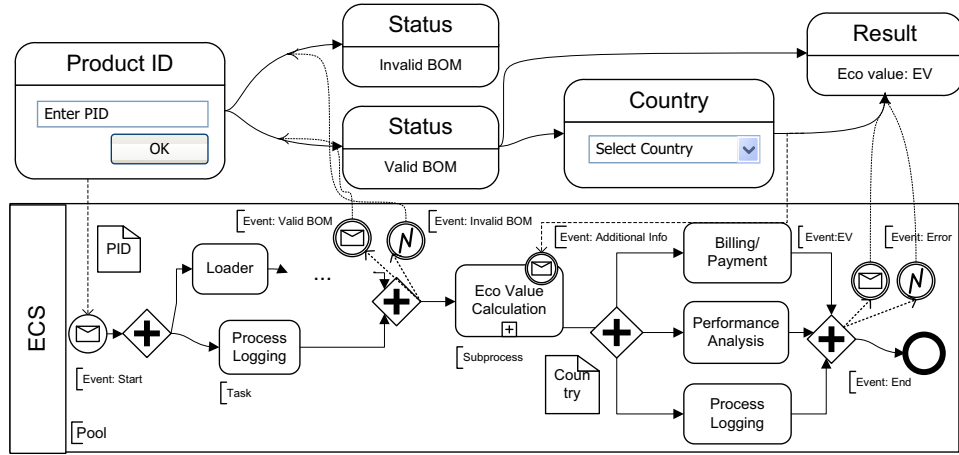 Product ID
Enter PID
OK
Status
Invalid BOM
Status
Valid BOM
Country
Select Country
Result
Eco value: EV
ECS
PID
Event: Start
Loader
...
Process
Logging
Task
Event: Valid BOM
Event: Invalid BOM
Eco Value
Calculation
Subprocess
Event: Additional Info
Coun
try
Billing/
Payment
Performance
Analysis
Process
Logging
Event:EV
Event: Error
Event: End
Pool